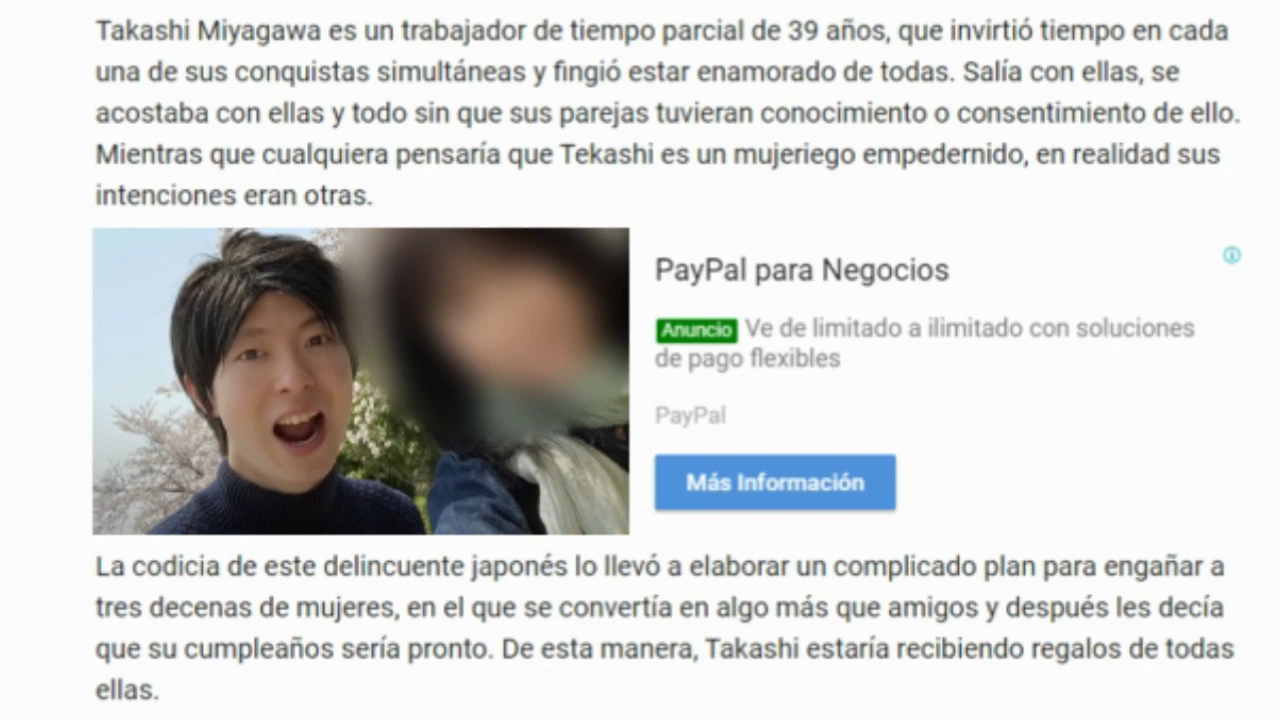 Takashi Miyagawa es un trabajador de tiempo parcial de 39 años, que invirtió tiempo en cada
una de sus conquistas simultáneas y fingió estar enamorado de todas. Salía con ellas, se
acostaba con ellas y todo sin que sus parejas tuvieran conocimiento o consentimiento de ello.
Mientras que cualquiera pensaría que Tekashi es un mujeriego empedernido, en realidad sus
intenciones eran otras.
PayPal para Negocios
Anuncio Ve de limitado a ilimitado con soluciones
de pago flexibles
PayPal
Más Información
La codicia de este delincuente japonés lo llevó a elaborar un complicado plan para engañar a
tres decenas de mujeres, en el que se convertía en algo más que amigos y después les decía
que su cumpleaños sería pronto. De esta manera, Takashi estaría recibiendo regalos de todas
ellas.